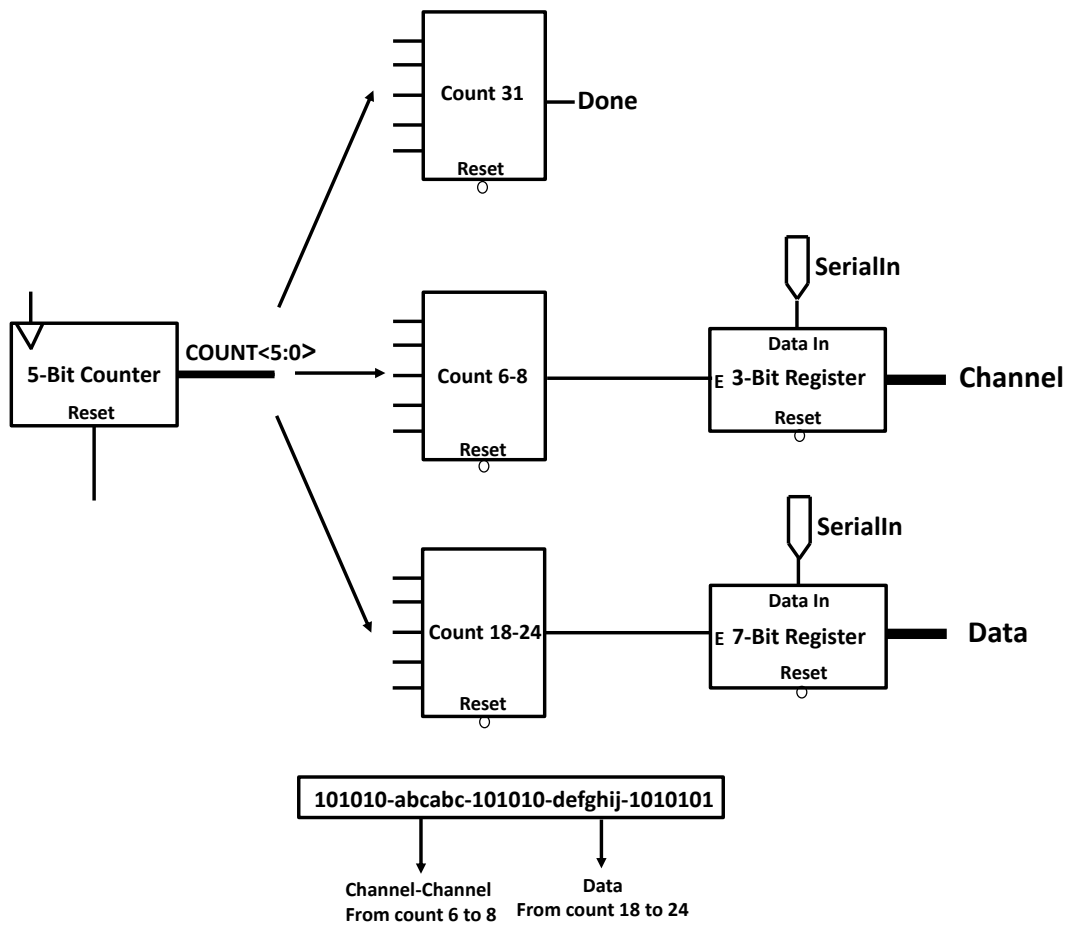 Count 31
Done
Reset
SerialIn
COUNT<5:0>
5-Bit Counter
Reset
Count 6-8
Reset
Data In
E 3-Bit Register
Reset
Channel
SerialIn
Count 18-24
Reset
Data In
E 7-Bit Register
Reset
Data
101010-abcabc-101010-defghij-1010101
Channel-Channel
From count 6 to 8
Data
From count 18 to 24